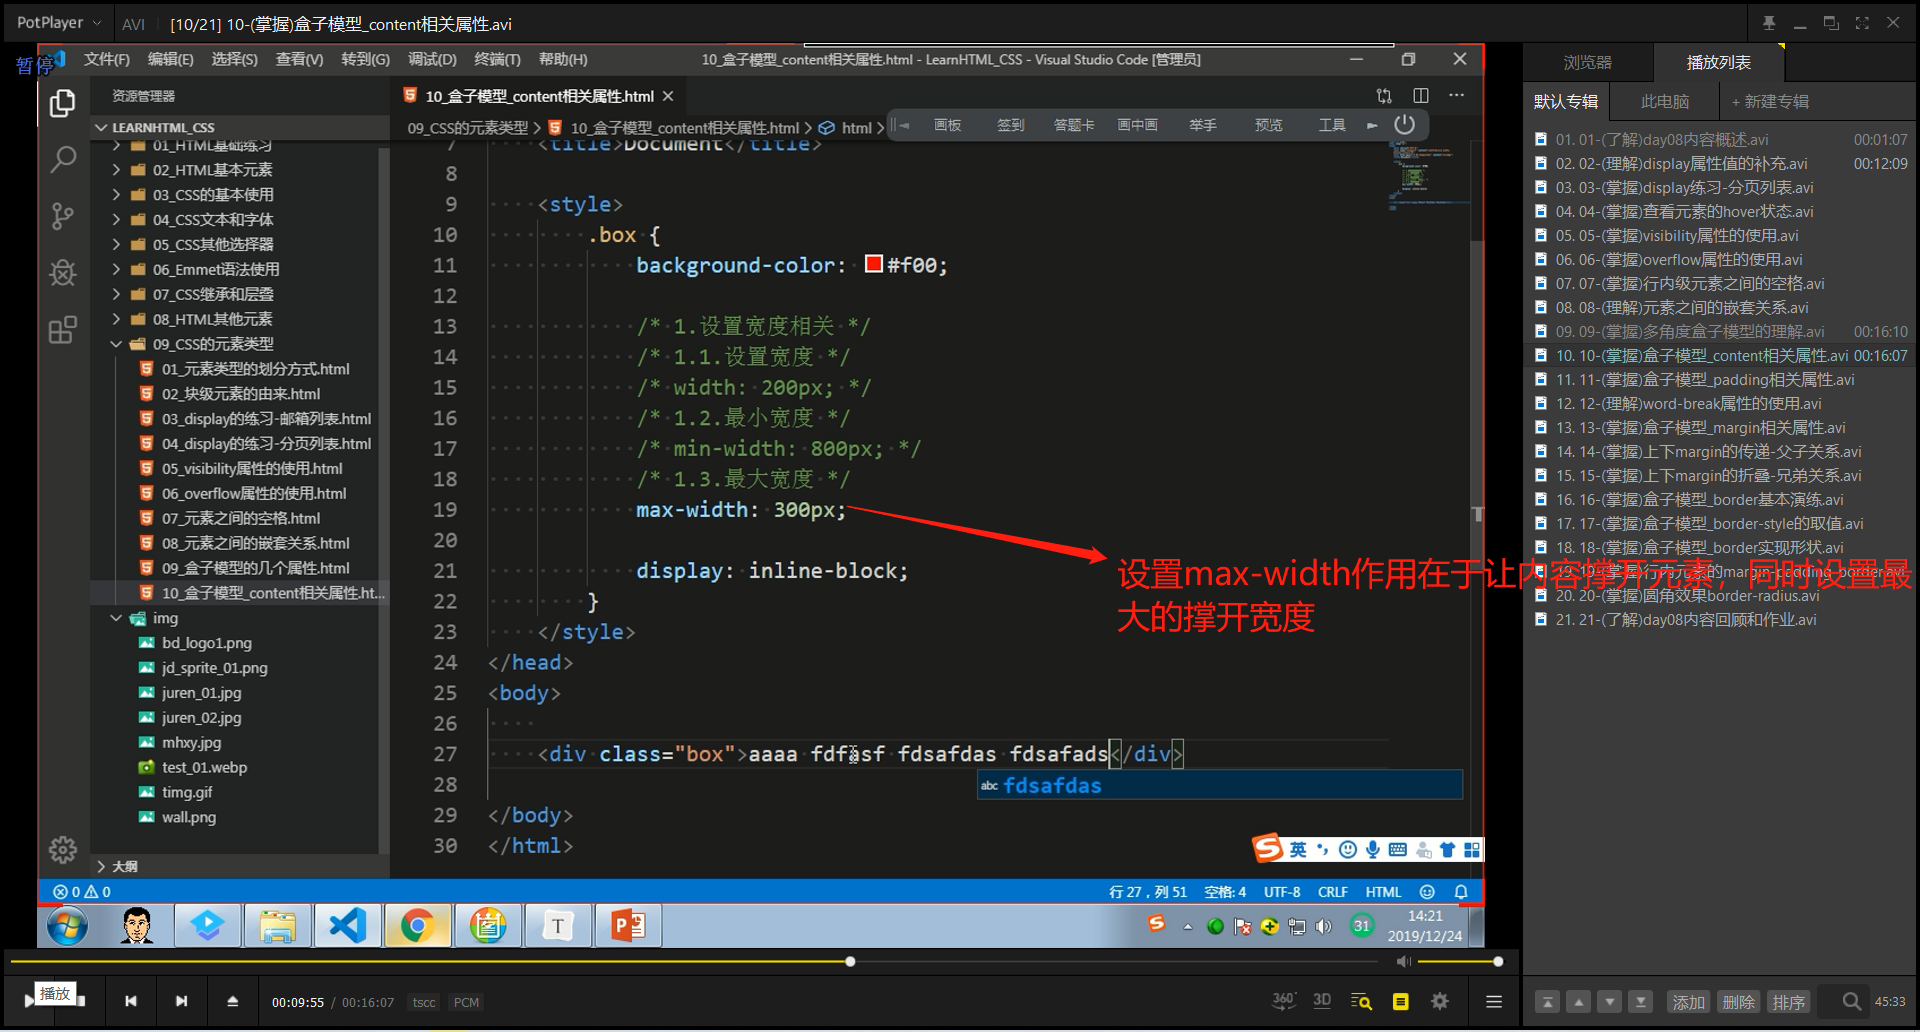 PotPlayer
AVI
[10/21] 10-(掌握)盒子模型_content相关属性.avi
暂停
文件(F) 编辑(E) 选择(S) 查看(V) 转到(G) 调试(D) 终端(T) 帮助(H)
10_盒子模型_content相关属性.html - LearnHTML_CSS - Visual Studio Code [管理员]
资源管理器
LEARNHTML_CSS
01_HTML基础练习
02_HTML基本元素
03_CSS的基本使用
04_CSS文本和字体
05_CSS其他选择器
06_Emmet语法使用
07_CSS继承和层叠
08_HTML其他元素
09_CSS的元素类型
01_元素类型的划分方式.html
02_块级元素的由来.html
03_display的练习-邮箱列表.html
04_display的练习-分页列表.html
05_visibility属性的使用.html
06_overflow属性的使用.html
07_元素之间的空格.html
08_元素之间的嵌套关系.html
09_盒子模型的几个属性.html
10_盒子模型_content相关属性.ht...
img
bd_logo1.png
jd_sprite_01.png
juren_01.jpg
juren_02.jpg
mhxy.jpg
test_01.webp
timg.gif
wall.png
大纲
10_盒子模型_content相关属性.html
09_CSS的元素类型 > 10_盒子模型_content相关属性.html > html >
画板 签到 答题卡 画中画 举手 预览 工具
7 <title>Document</title>
8
9 <style>
10 .box {
11 background-color: #f00;
12
13 /* 1.设置宽度相关 */
14 /* 1.1.设置宽度 */
15 /* width: 200px; */
16 /* 1.2.最小宽度 */
17 /* min-width: 800px; */
18 /* 1.3.最大宽度 */
19 max-width: 300px;
20
21 display: inline-block;
22 }
23 </style>
24 </head>
25 <body>
26
27 <div class="box">aaaa fdfasf fdsafdas fdsafads</div>
28
29 </body>
30 </html>
abc fdsafdas
设置max-width作用在于让内容撑开元素，同时设置最
大的撑开宽度
英
0 0
行 27，列 51 空格: 4 UTF-8 CRLF HTML
T
31
14:21
2019/12/24
播放
00:09:55 / 00:16:07 tscc PCM
360° 3D
浏览器 播放列表
默认专辑 此电脑 + 新建专辑
01. 01-(了解)day08内容概述.avi 00:01:07
02. 02-(理解)display属性值的补充.avi 00:12:09
03. 03-(掌握)display练习-分页列表.avi
04. 04-(掌握)查看元素的hover状态.avi
05. 05-(掌握)visibility属性的使用.avi
06. 06-(掌握)overflow属性的使用.avi
07. 07-(掌握)行内级元素之间的空格.avi
08. 08-(理解)元素之间的嵌套关系.avi
09. 09-(掌握)多角度盒子模型的理解.avi 00:16:10
10. 10-(掌握)盒子模型_content相关属性.avi 00:16:07
11. 11-(掌握)盒子模型_padding相关属性.avi
12. 12-(理解)word-break属性的使用.avi
13. 13-(掌握)盒子模型_margin相关属性.avi
14. 14-(掌握)上下margin的传递-父子关系.avi
15. 15-(掌握)上下margin的折叠-兄弟关系.avi
16. 16-(掌握)盒子模型_border基本演练.avi
17. 17-(掌握)盒子模型_border-style的取值.avi
18. 18-(掌握)盒子模型_border实现形状.avi
19. 19-(掌握)行内元素的margin-padding-border.avi
20. 20-(掌握)圆角效果border-radius.avi
21. 21-(了解)day08内容回顾和作业.avi
添加 删除 排序 45:33